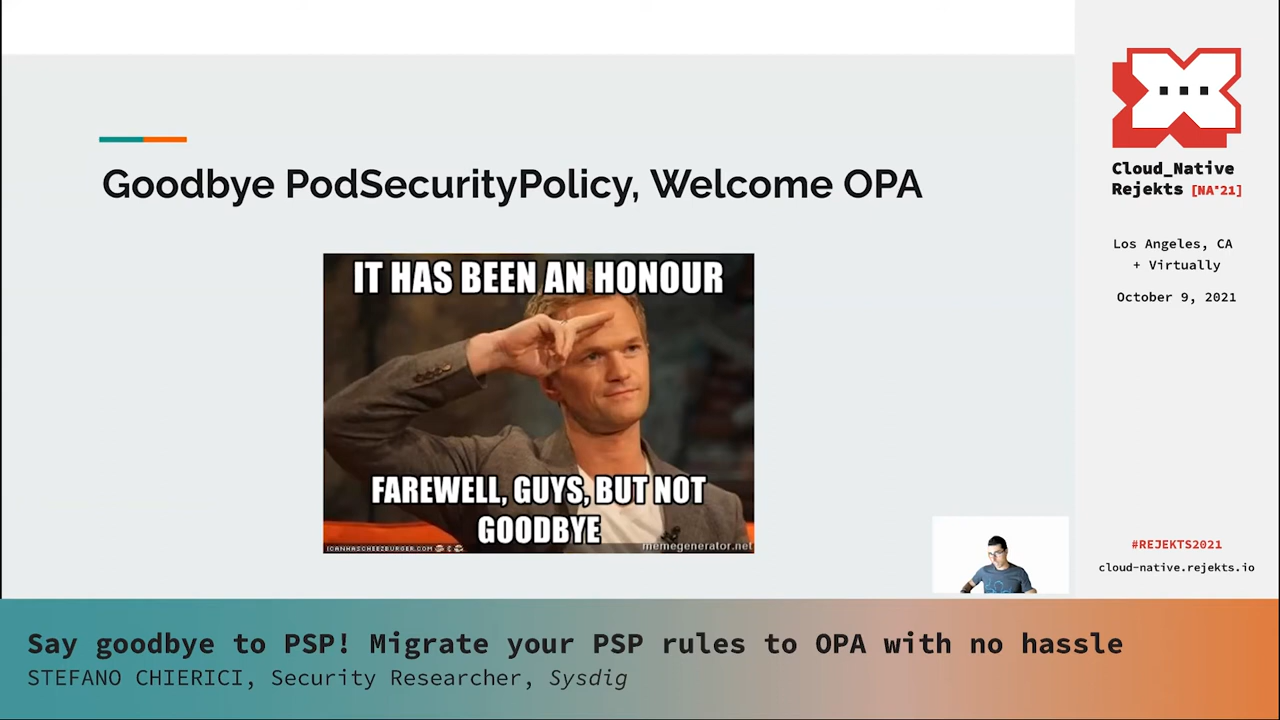 Goodbye PodSecurityPolicy, Welcome OPA
IT HAS BEEN AN HONOUR
FAREWELL, GUYS, BUT NOT
GOODBYE
ICANHASCHEEZBURGER.COM
memegenerator.net
Cloud_Native
Rejekts [NA'21]
Los Angeles, CA
+ Virtually
October 9, 2021
#REJEKTS2021
cloud-native.rejekts.io
Say goodbye to PSP! Migrate your PSP rules to OPA with no hassle
STEFANO CHIERICI, Security Researcher, Sysdig